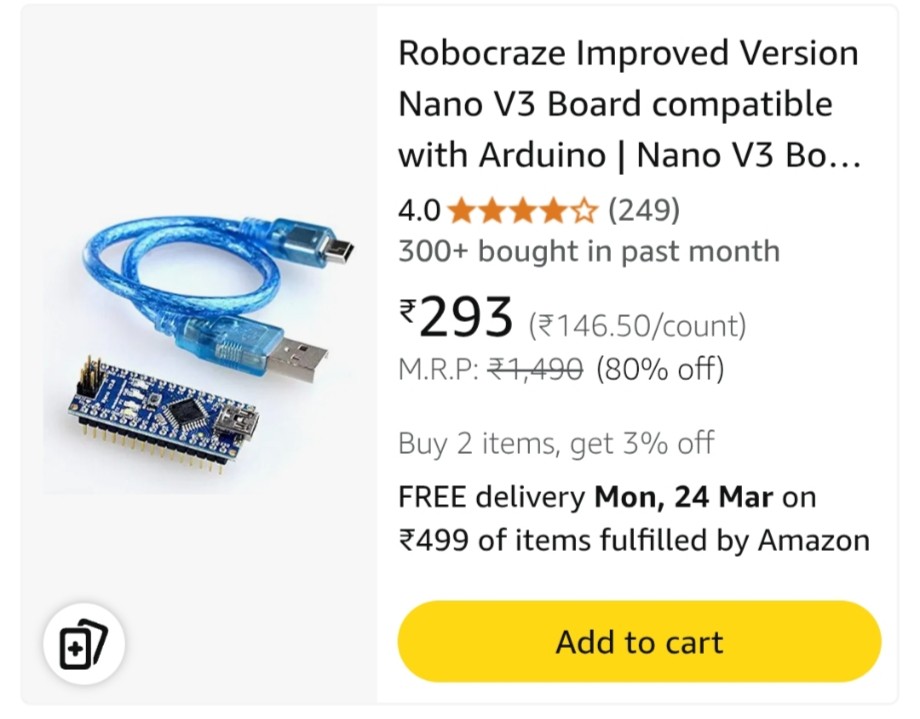 Robocraze Improved Version
Nano V3 Board compatible
with Arduino | Nano V3 Bo...
4.0 (249)
300+ bought in past month
₹293 (₹146.50/count)
M.R.P: ₹1,490 (80% off)
Buy 2 items, get 3% off
FREE delivery Mon, 24 Mar on
₹499 of items fulfilled by Amazon
Add to cart